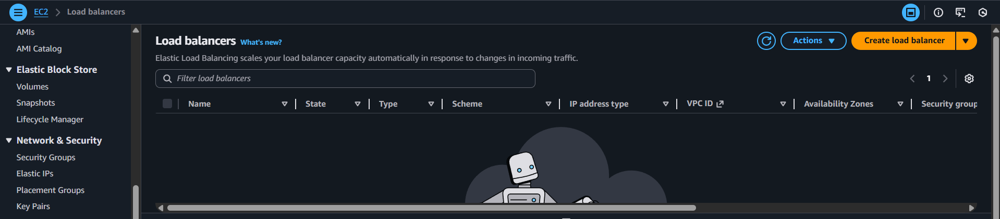 EC2 Load balancers
AMIs
AMI Catalog
Elastic Block Store
Volumes
Snapshots
Lifecycle Manager
Network & Security
Security Groups
Elastic IPs
Placement Groups
Key Pairs
Load balancers What's new?
Actions
Create load balancer
Elastic Load Balancing scales your load balancer capacity automatically in response to changes in incoming traffic.
Filter load balancers
1
Name State Type Scheme IP address type VPC ID Availability Zones Security group